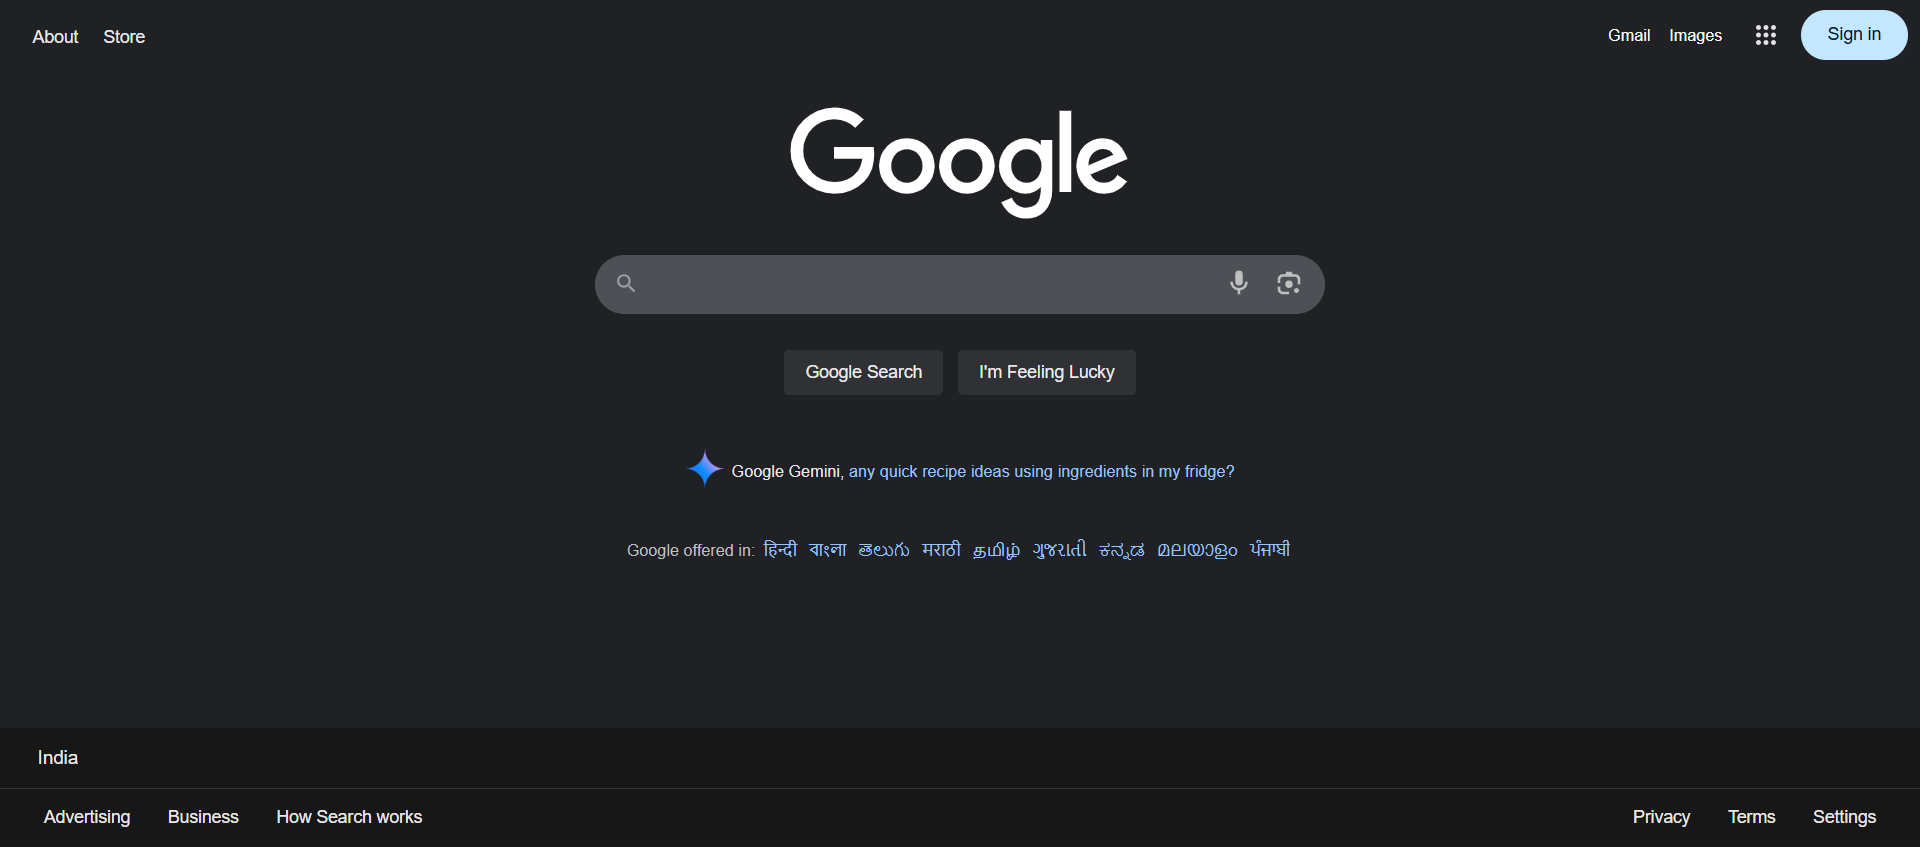 About Store
Gmail Images Sign in
Google
Google Search I'm Feeling Lucky
Google Gemini, any quick recipe ideas using ingredients in my fridge?
Google offered in: हिन्दी বাংলা తెలుగు मराठी தமிழ் ગુજરાતી ಕನ್ನಡ മലയാളം ਪੰਜਾਬੀ
India
Advertising Business How Search works
Privacy Terms Settings